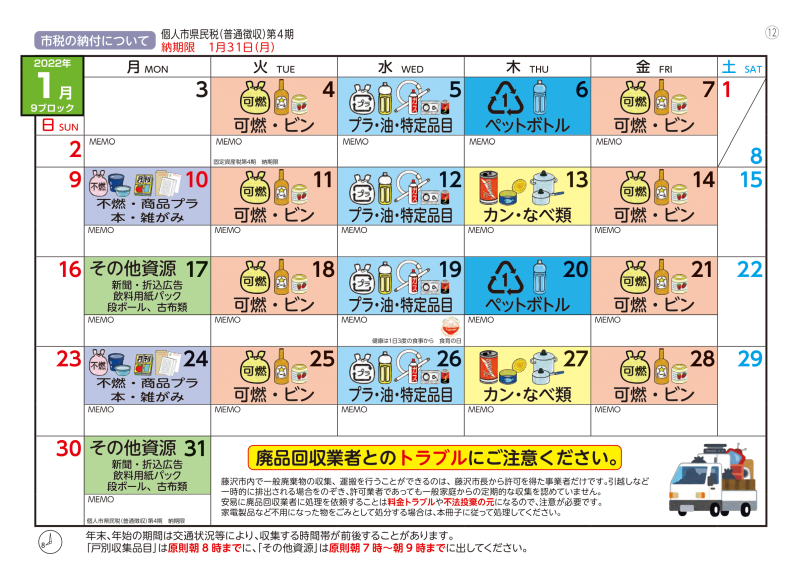 市税の納付について
個人市県民税(普通徴収)第4期
納期限 1月31日(月)
⑫
2022年
1月
9ブロック
日 SUN
月 MON
火 TUE
水 WED
木 THU
金 FRI
土 SAT
3
可燃
4
可燃・ビン
プラ
5
プラ・油・特定品目
1
6
ペットボトル
可燃
7
可燃・ビン
1
2
MEMO
MEMO
固定資産税第4期 納期限
MEMO
MEMO
MEMO
8
9
不燃
10
不燃・商品プラ
本・雑がみ
可燃
11
可燃・ビン
プラ
12
プラ・油・特定品目
13
カン・なべ類
可燃
14
可燃・ビン
15
MEMO
MEMO
MEMO
MEMO
MEMO
16
その他資源 17
新聞・折込広告
飲料用紙パック
段ボール、古布類
可燃
18
可燃・ビン
プラ
19
プラ・油・特定品目
1
20
ペットボトル
可燃
21
可燃・ビン
22
MEMO
MEMO
MEMO
健康は1日3度の食事から 食育の日
MEMO
MEMO
23
不燃
24
不燃・商品プラ
本・雑がみ
可燃
25
可燃・ビン
プラ
26
プラ・油・特定品目
27
カン・なべ類
可燃
28
可燃・ビン
29
MEMO
MEMO
MEMO
MEMO
MEMO
30
その他資源 31
新聞・折込広告
飲料用紙パック
段ボール、古布類
MEMO
個人市県民税(普通徴収)第4期 納期限
廃品回収業者とのトラブルにご注意ください。
藤沢市内で一般廃棄物の収集、運搬を行うことができるのは、藤沢市長から許可を得た事業者だけです。引越しなど
一時的に排出される場合をのぞき、許可業者であっても一般家庭からの定期的な収集を認めていません。
安易に廃品回収業者に処理を依頼することは料金トラブルや不法投棄の元になるので、注意が必要です。
家電製品など不用になった物をごみとして処分する場合は、本冊子に従って処理してください。
8
年末、年始の期間は交通状況等により、収集する時間帯が前後することがあります。
「戸別収集品目」は原則朝8時までに、「その他資源」は原則朝7時～朝9時までに出してください。